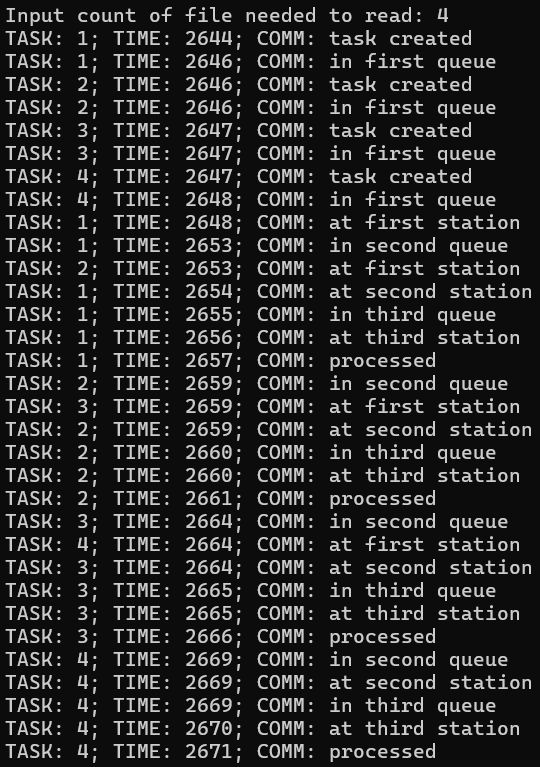 Input count of file needed to read: 4
TASK: 1; TIME: 2644; COMM: task created
TASK: 1; TIME: 2646; COMM: in first queue
TASK: 2; TIME: 2646; COMM: task created
TASK: 2; TIME: 2646; COMM: in first queue
TASK: 3; TIME: 2647; COMM: task created
TASK: 3; TIME: 2647; COMM: in first queue
TASK: 4; TIME: 2647; COMM: task created
TASK: 4; TIME: 2648; COMM: in first queue
TASK: 1; TIME: 2648; COMM: at first station
TASK: 1; TIME: 2653; COMM: in second queue
TASK: 2; TIME: 2653; COMM: at first station
TASK: 1; TIME: 2654; COMM: at second station
TASK: 1; TIME: 2655; COMM: in third queue
TASK: 1; TIME: 2656; COMM: at third station
TASK: 1; TIME: 2657; COMM: processed
TASK: 2; TIME: 2659; COMM: in second queue
TASK: 3; TIME: 2659; COMM: at first station
TASK: 2; TIME: 2659; COMM: at second station
TASK: 2; TIME: 2660; COMM: in third queue
TASK: 2; TIME: 2660; COMM: at third station
TASK: 2; TIME: 2661; COMM: processed
TASK: 3; TIME: 2664; COMM: in second queue
TASK: 4; TIME: 2664; COMM: at first station
TASK: 3; TIME: 2664; COMM: at second station
TASK: 3; TIME: 2665; COMM: in third queue
TASK: 3; TIME: 2665; COMM: at third station
TASK: 3; TIME: 2666; COMM: processed
TASK: 4; TIME: 2669; COMM: in second queue
TASK: 4; TIME: 2669; COMM: at second station
TASK: 4; TIME: 2669; COMM: in third queue
TASK: 4; TIME: 2670; COMM: at third station
TASK: 4; TIME: 2671; COMM: processed